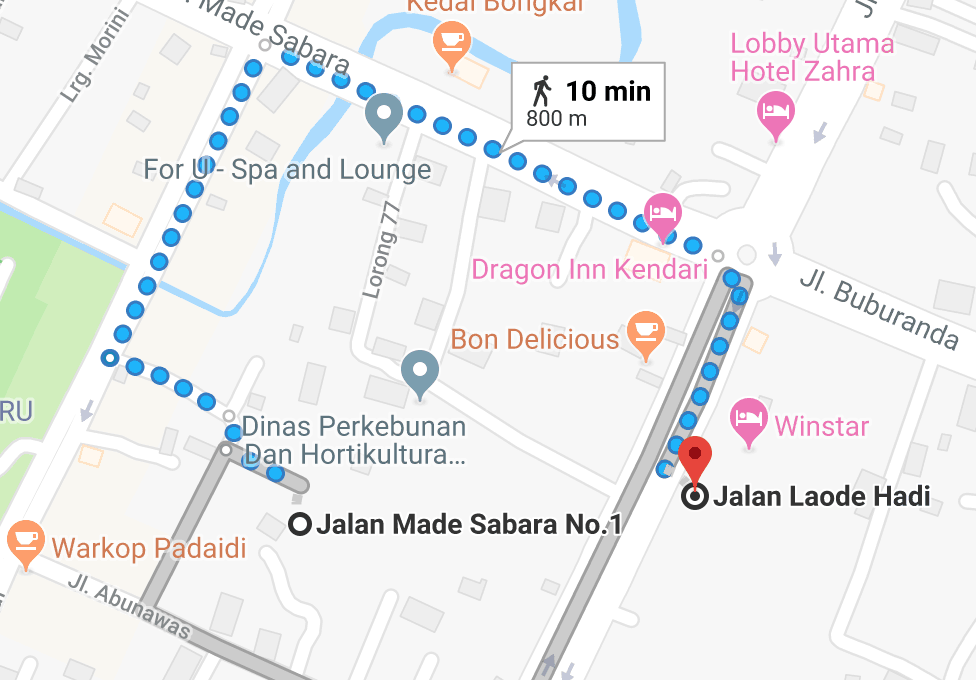 Kedai Bongkar
Made Sabara
Lrg. Morini
Jl
Lobby Utama
Hotel Zahra
10 min
800 m
For U - Spa and Lounge
Lorong 77
Dragon Inn Kendari
Jl. Buburanda
Bon Delicious
RU
Dinas Perkebunan
Dan Hortikultura...
Winstar
Jalan Laode Hadi
Jalan Made Sabara No.1
Warkop Padaidi
Jl. Abunawas